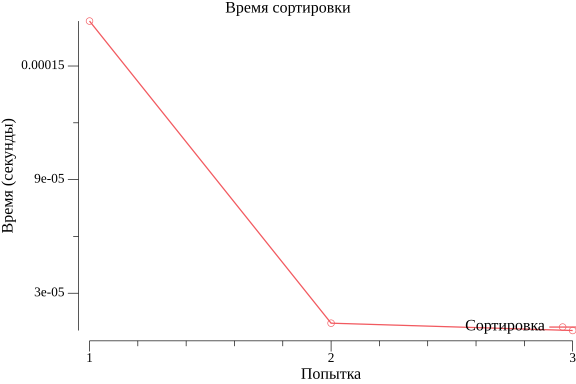 Время сортировки
0.00015
9e-05
3e-05
Время (секунды)
Сортировка
1
2
3
Попытка